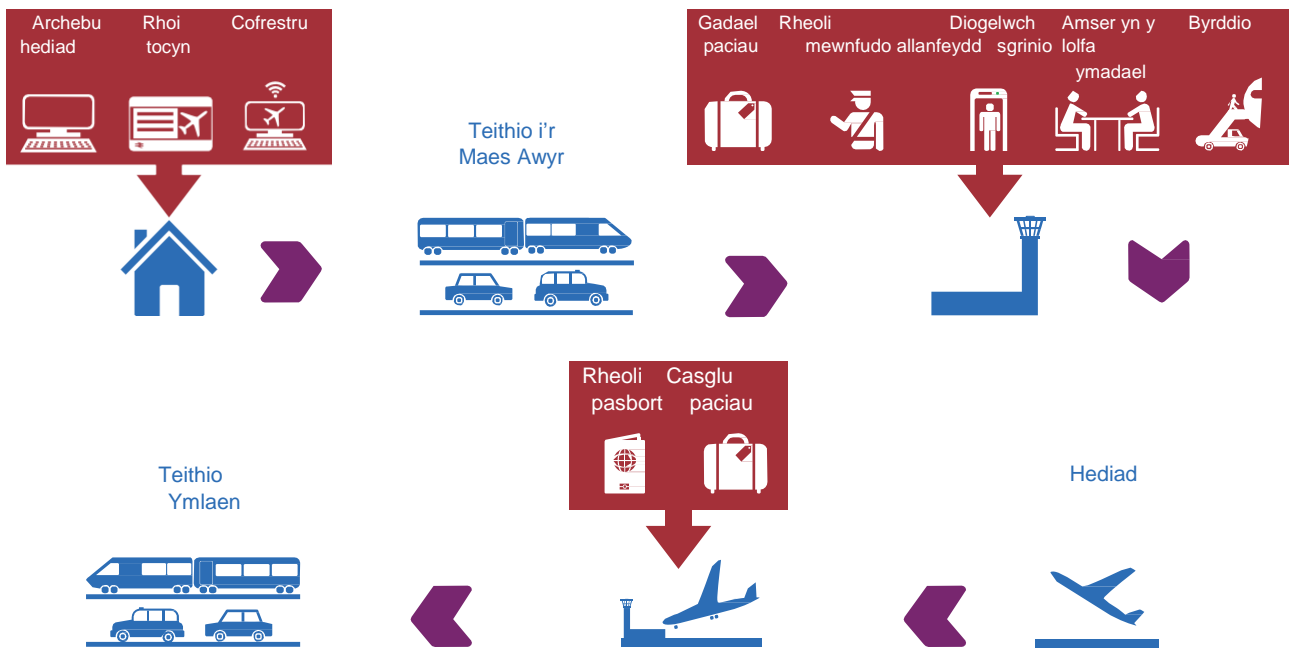 Archebu
hediad
Rhoi
tocyn
Cofrestru
Teithio i’r
Maes Awyr
Gadael
paciau
Rheoli
mewnfudo allanfeydd
Diogelwch
sgrinio
Amser yn y
lolfa
ymadael
Byrddio
Rheoli
pasbort
Casglu
paciau
Teithio
Ymlaen
Hediad